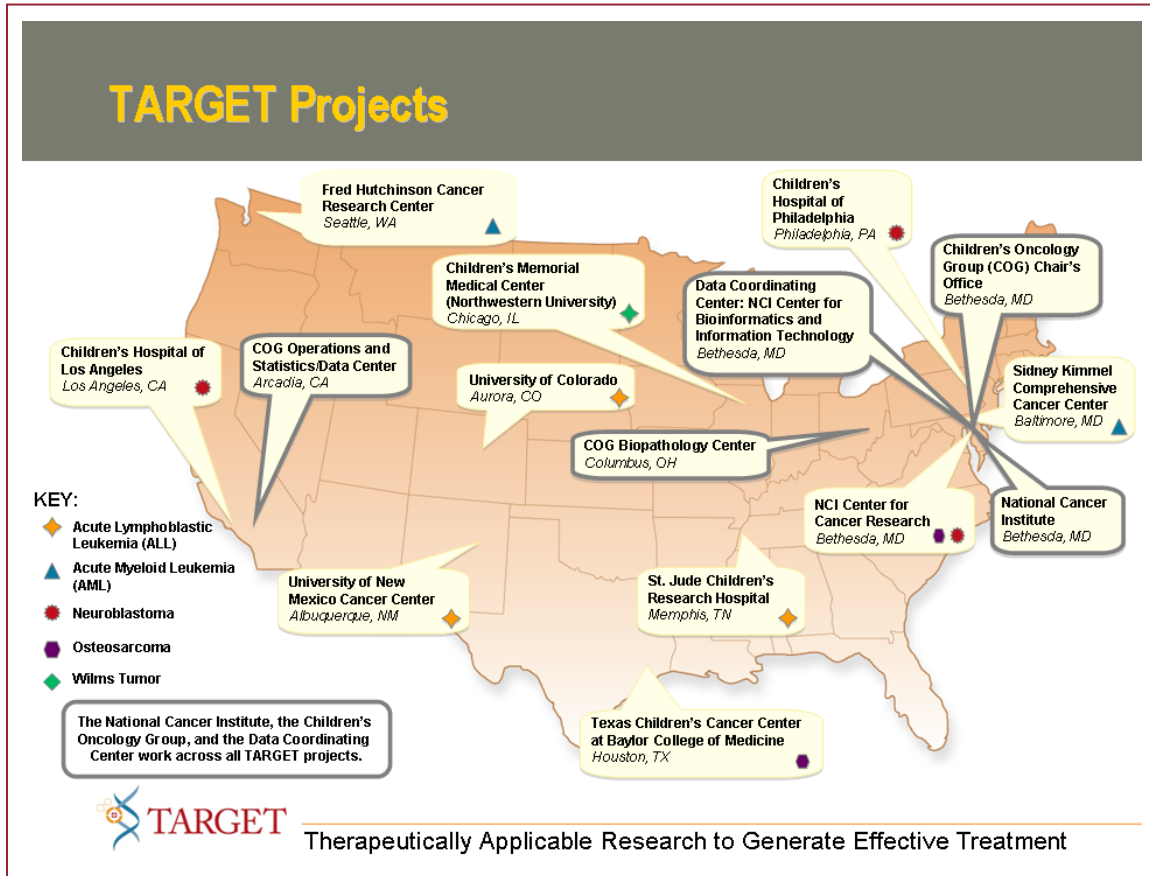 TARGET Projects
Fred Hutchinson Cancer
Research Center
Seattle, WA
Children's
Hospital of
Philadelphia
Philadelphia, PA
Children's Memorial
Medical Center
(Northwestern University)
Chicago, IL
Data Coordinating
Center: NCI Center for
Bioinformatics and
Information Technology
Bethesda, MD
Children's Oncology
Group (COG) Chair's
Office
Bethesda, MD
Children's Hospital of
Los Angeles
Los Angeles, CA
COG Operations and
Statistics/Data Center
Arcadia, CA
University of Colorado
Aurora, CO
Sidney Kimmel
Comprehensive
Cancer Center
Baltimore, MD
COG Biopathology Center
Columbus, OH
NCI Center for
Cancer Research
Bethesda, MD
National Cancer
Institute
Bethesda, MD
KEY:
Acute Lymphoblastic
Leukemia (ALL)
Acute Myeloid Leukemia
(AML)
Neuroblastoma
Osteosarcoma
Wilms Tumor
University of New
Mexico Cancer Center
Albuquerque, NM
St. Jude Children's
Research Hospital
Memphis, TN
Texas Children's Cancer Center
at Baylor College of Medicine
Houston, TX
The National Cancer Institute, the Children's
Oncology Group, and the Data Coordinating
Center work across all TARGET projects.
TARGET
Therapeutically Applicable Research to Generate Effective Treatment